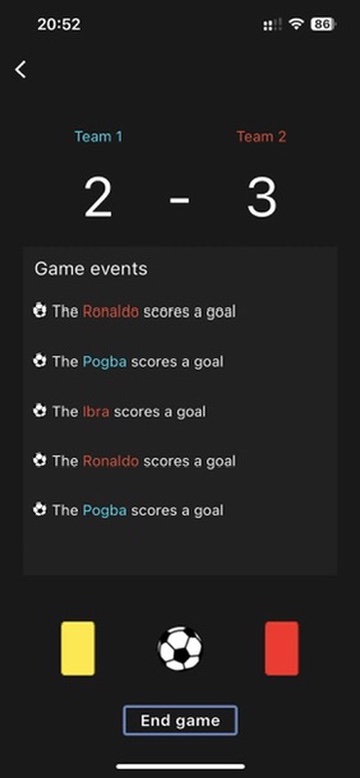 20:52
86
Team 1
Team 2
2 - 3
Game events
The Ronaldo scores a goal
The Pogba scores a goal
The Ibra scores a goal
The Ronaldo scores a goal
The Pogba scores a goal
End game